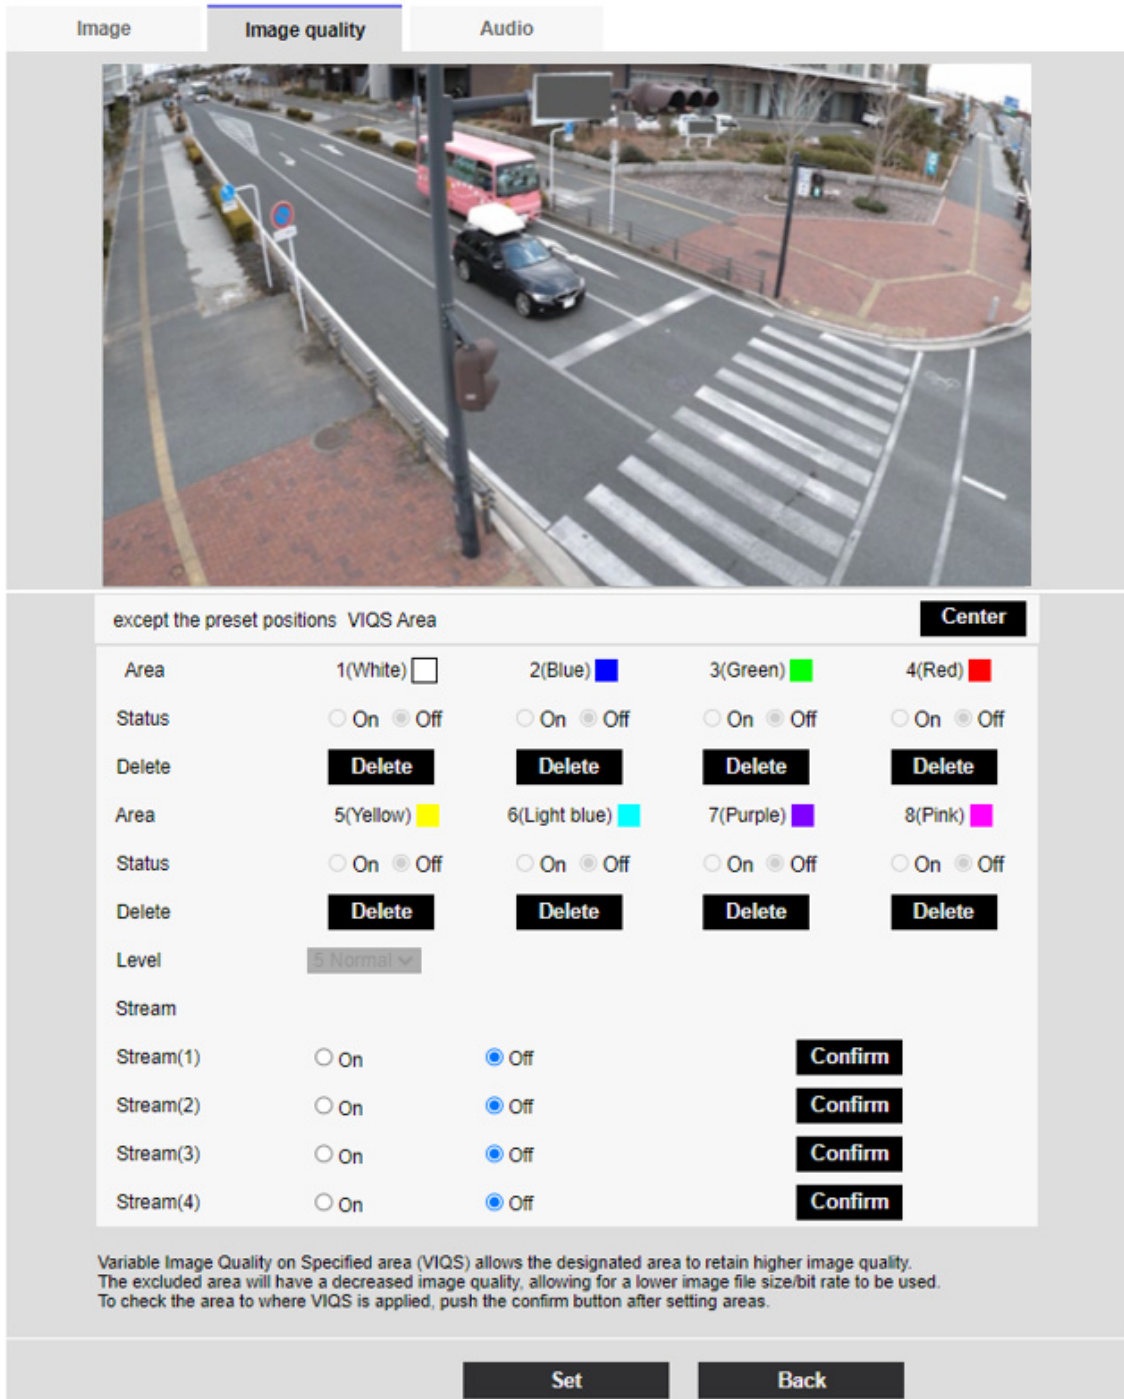 Image Image quality Audio
except the preset positions VIQS Area Center
Area 1(White) 2(Blue) 3(Green) 4(Red)
Status On Off On Off On Off On Off
Delete Delete Delete Delete Delete
Area 5(Yellow) 6(Light blue) 7(Purple) 8(Pink)
Status On Off On Off On Off On Off
Delete Delete Delete Delete Delete
Level 5 Normal
Stream
Stream(1) On Off Confirm
Stream(2) On Off Confirm
Stream(3) On Off Confirm
Stream(4) On Off Confirm
Variable Image Quality on Specified area (VIQS) allows the designated area to retain higher image quality.
The excluded area will have a decreased image quality, allowing for a lower image file size/bit rate to be used.
To check the area to where VIQS is applied, push the confirm button after setting areas.
Set Back